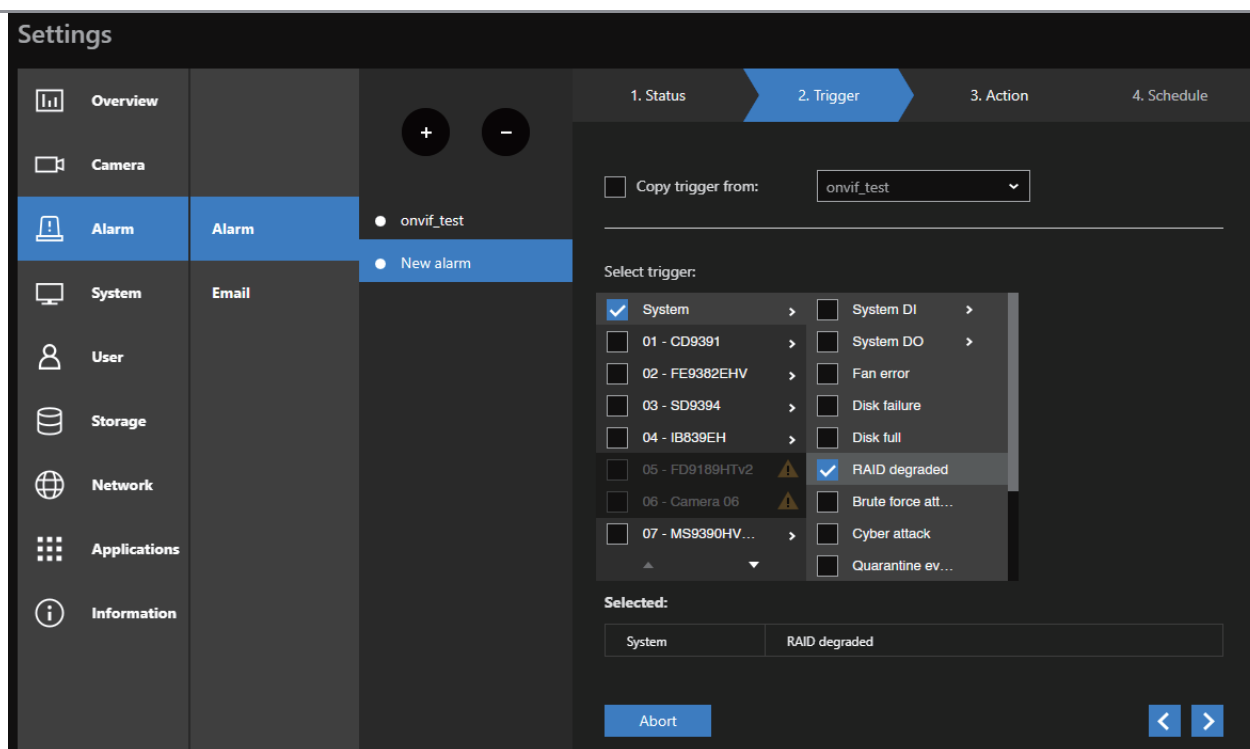 Settings
Overview
Camera
Alarm
System
User
Storage
Network
Applications
Information
Alarm
Email
+
−
onvif_test
New alarm
1. Status
2. Trigger
3. Action
4. Schedule
Copy trigger from:
onvif_test
Select trigger:
System
01 - CD9391
02 - FE9382EHV
03 - SD9394
04 - IB839EH
05 - FD9189HTv2
06 - Camera 06
07 - MS9390HV...
System DI
System DO
Fan error
Disk failure
Disk full
RAID degraded
Brute force att...
Cyber attack
Quarantine ev...
Selected:
System RAID degraded
Abort